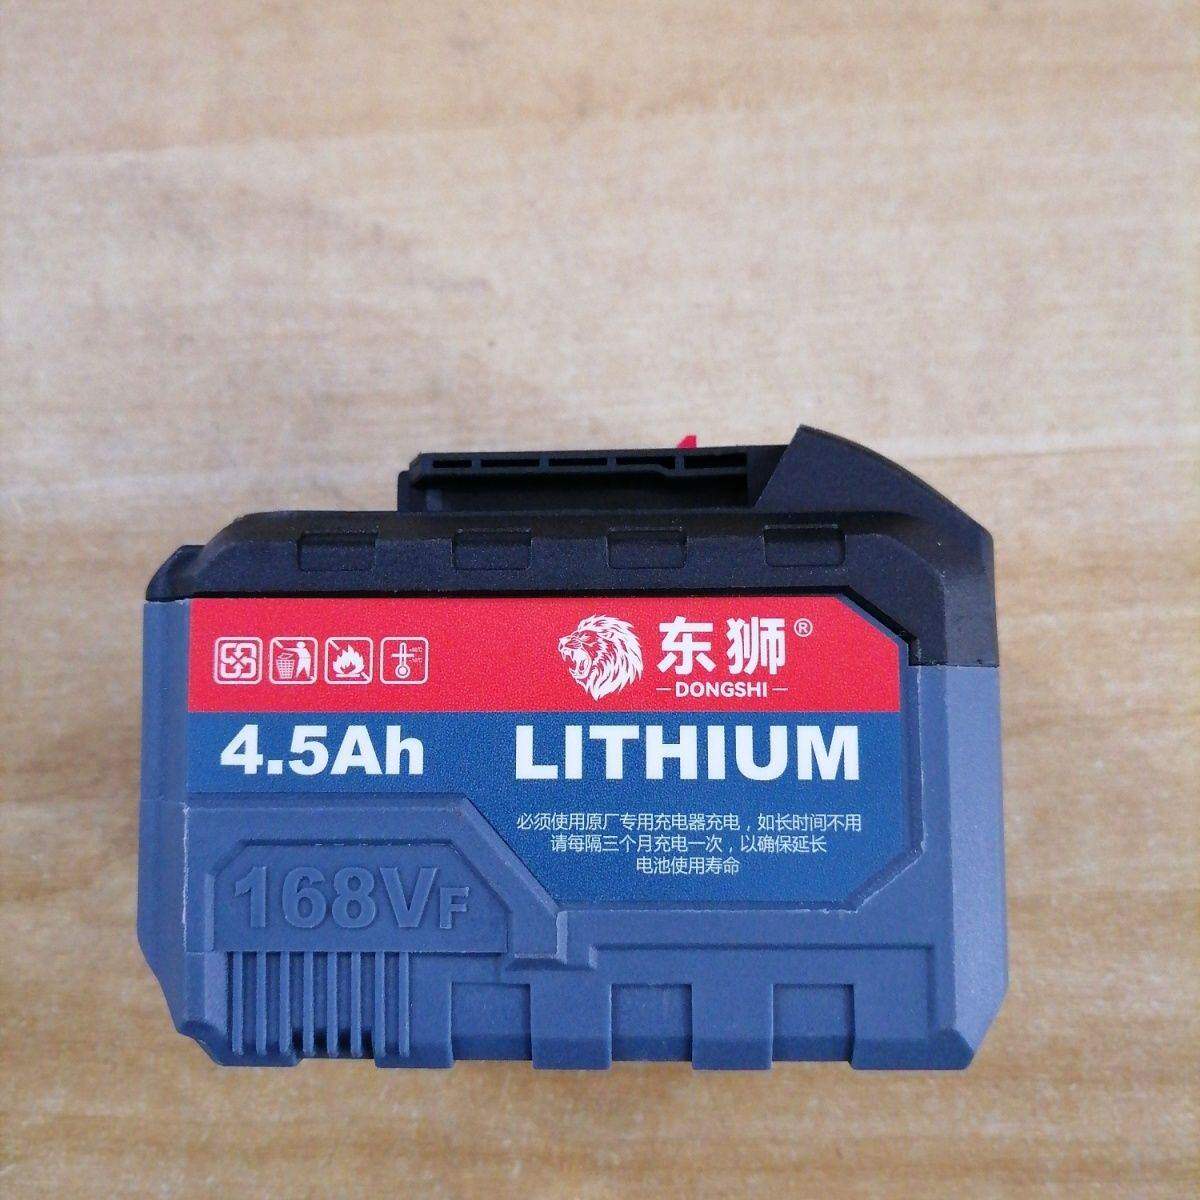 东狮®
DONGSHI
4.5Ah
LITHIUM
必须使用原厂专用充电器充电，如长时间不用
请每隔三个月充电一次，以确保延长
电池使用寿命
168VF